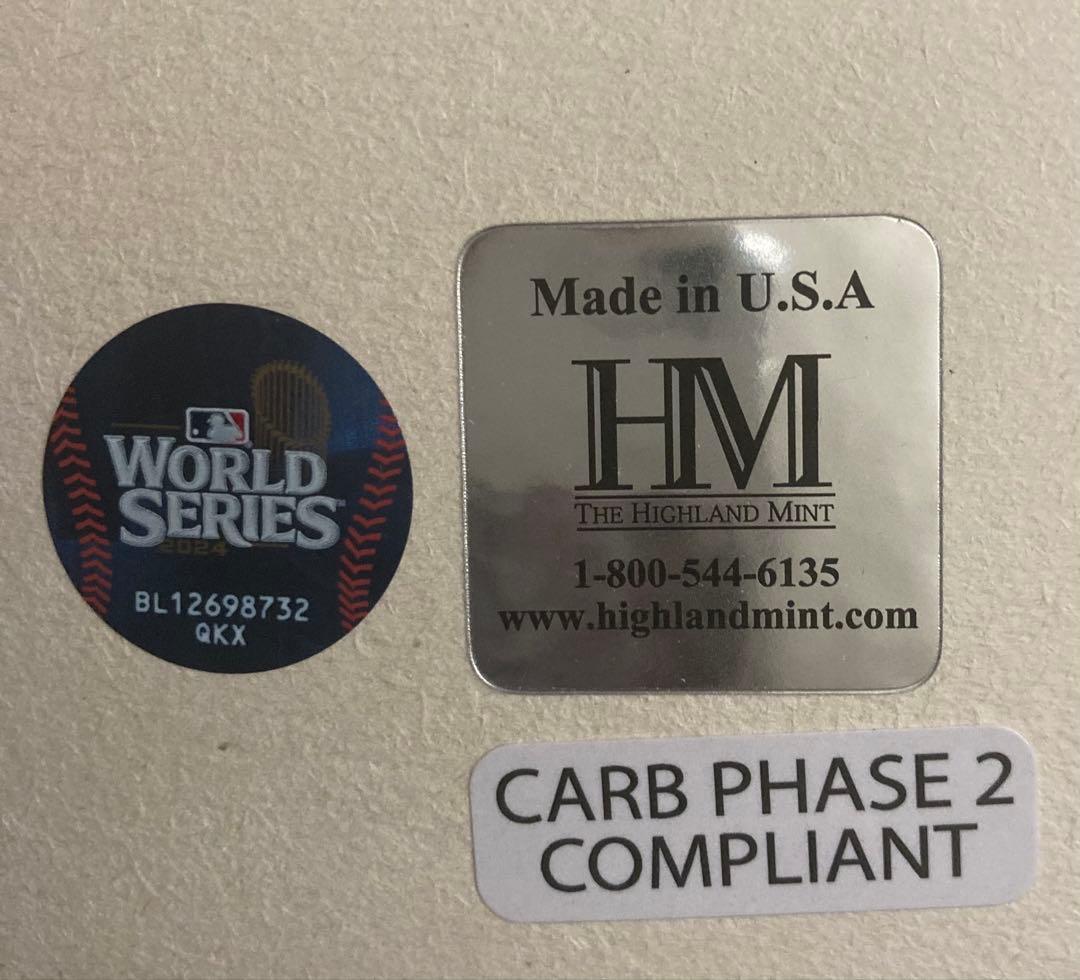 WORLD
SERIES™
2024
BL12698732
QKX
Made in U.S.A
HM
THE HIGHLAND MINT
1-800-544-6135
www.highlandmint.com
CARB PHASE 2
COMPLIANT